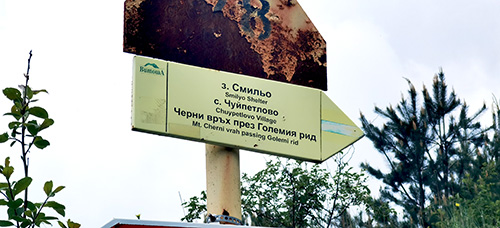 Витоша
з. Смильо
Smilyo Shelter
с. Чуйпетлово
Chuypetlovo Village
Черни връх през Големия рид
Mt. Cherni vrah passing Golemi rid